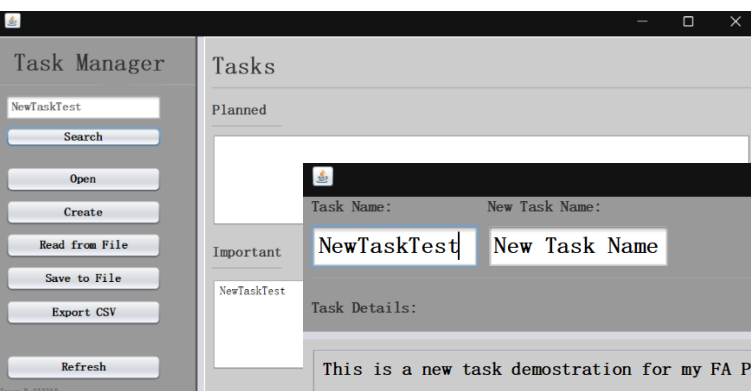 Task Manager
NewTaskTest
Search
Open
Create
Read from File
Save to File
Export CSV
Refresh
Tasks
Planned
Important
NewTaskTest
Task Name:
New Task Name:
NewTaskTest
New Task Name
Task Details:
This is a new task demostration for my FA P